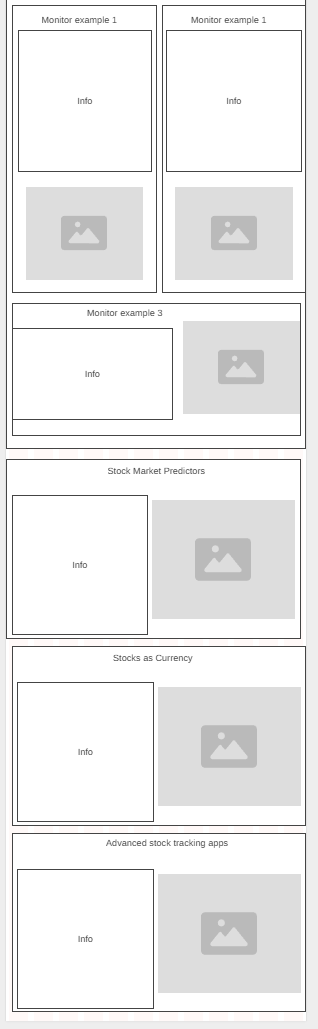 Monitor example 1
Monitor example 1
Info
Info
Monitor example 3
Info
Stock Market Predictors
Info
Stocks as Currency
Info
Advanced stock tracking apps
Info